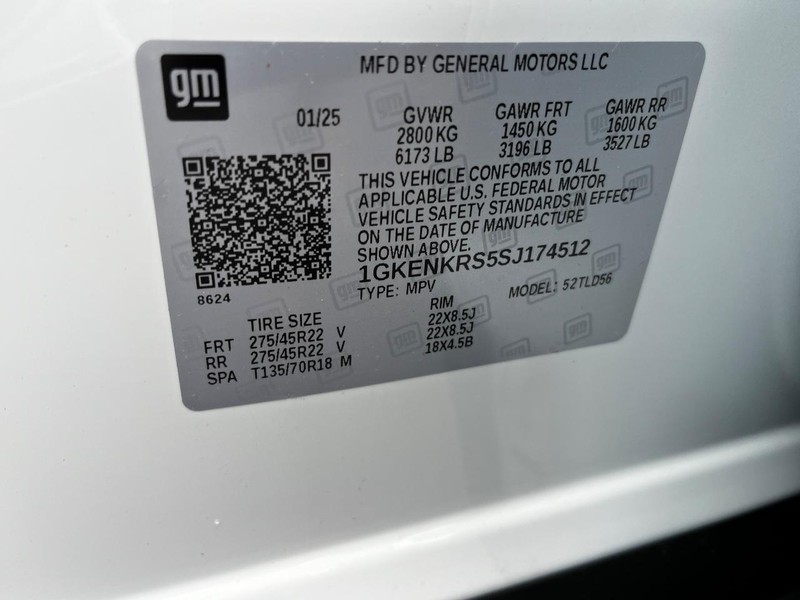 gm
MFD BY GENERAL MOTORS LLC
01/25 GVWR GAWR FRT GAWR RR
2800 KG 1450 KG 1600 KG
6173 LB 3196 LB 3527 LB
THIS VEHICLE CONFORMS TO ALL
APPLICABLE U.S. FEDERAL MOTOR
VEHICLE SAFETY STANDARDS IN EFFECT
ON THE DATE OF MANUFACTURE
SHOWN ABOVE.
1GKENKRS5SJ174512
8624
TYPE: MPV MODEL: 52TLD56
TIRE SIZE RIM
FRT 275/45R22 V 22X8.5J
RR 275/45R22 V 22X8.5J
SPA T135/70R18 M 18X4.5B